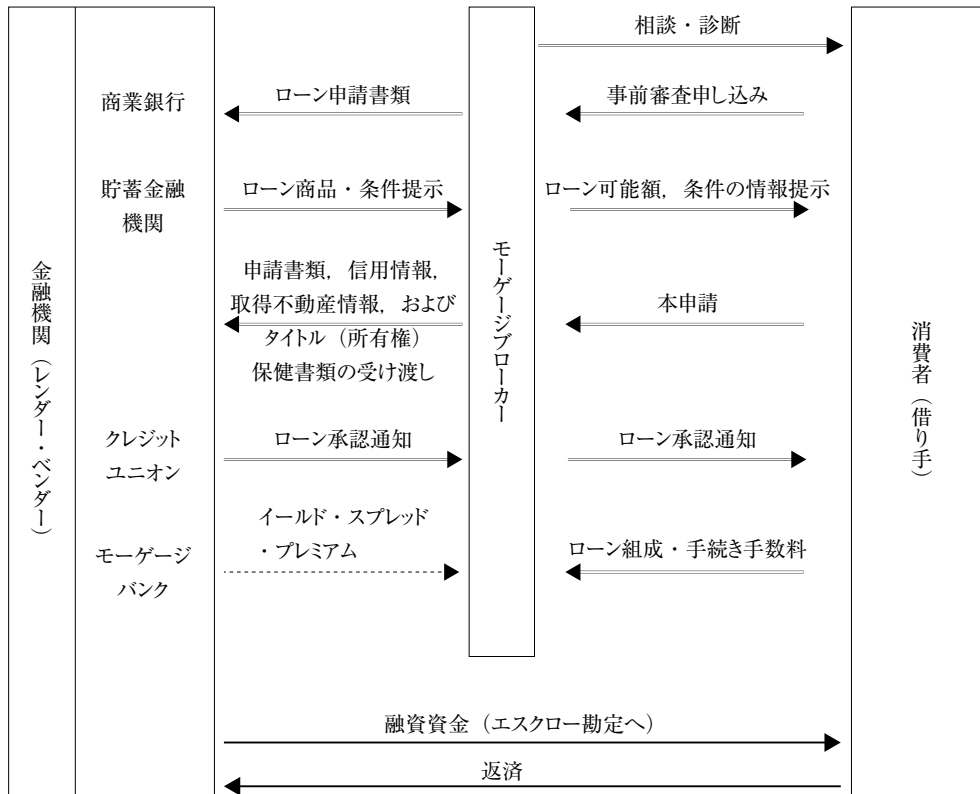 金融機関（レンダー・ベンダー）
商業銀行
貯蓄金融
機関
クレジット
ユニオン
モーゲージ
バンク
ローン申請書類
ローン商品・条件提示
申請書類，信用情報，
取得不動産情報，および
タイトル（所有権）
保健書類の受け渡し
ローン承認通知
イールド・スプレッド
・プレミアム
モーゲージブローカー
相談・診断
事前審査申し込み
ローン可能額，条件の情報提示
本申請
ローン承認通知
ローン組成・手続き手数料
消費者（借り手）
融資資金（エスクロー勘定へ）
返済